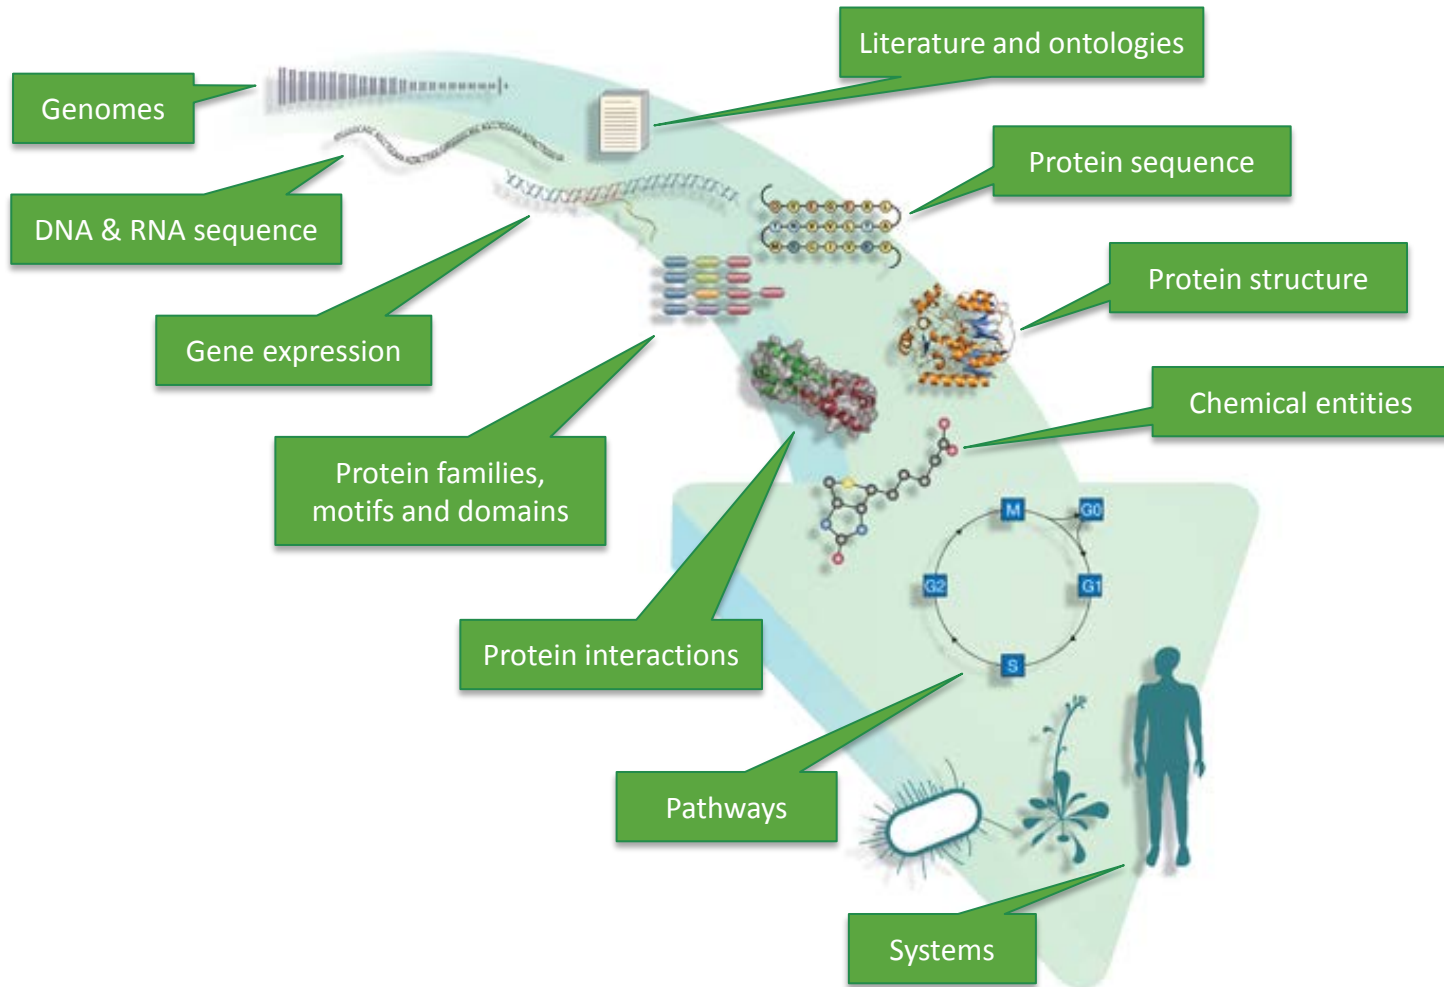 Literature and ontologies
Genomes
Protein sequence
DNA & RNA sequence
Protein structure
Gene expression
Chemical entities
Protein families,
motifs and domains
M
G0
G2
G1
S
Protein interactions
Pathways
Systems